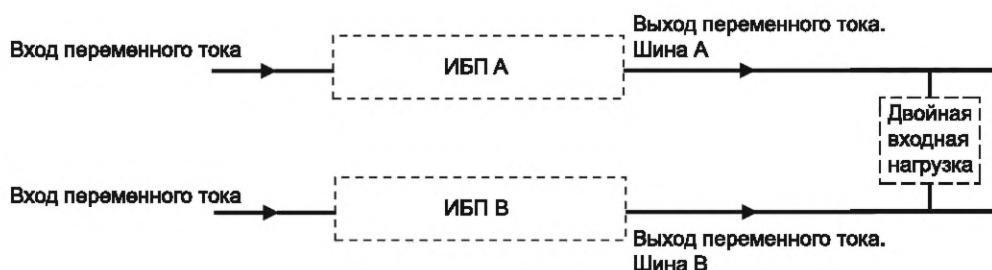 Выход переменного тока.
Шина А
Вход переменного тока
ИБП А
Двойная
входная
нагрузка
Вход переменного тока
ИБП В
Выход переменного тока.
Шина В